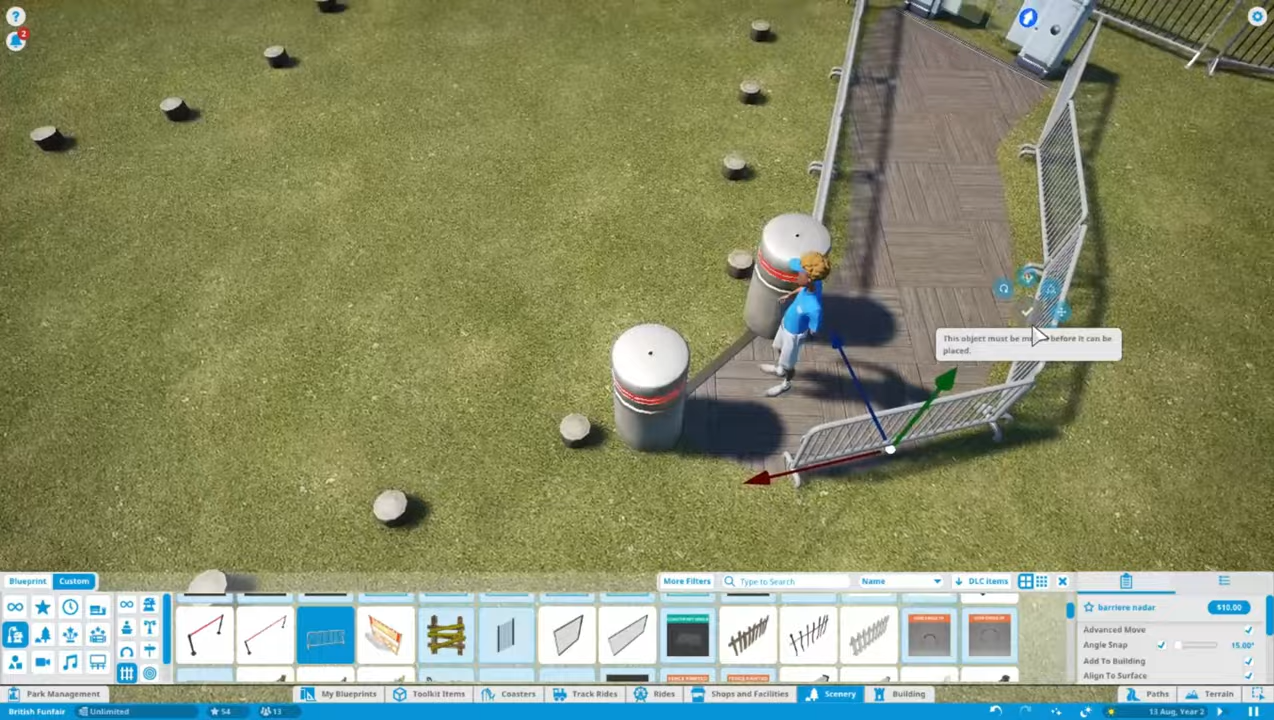 ?
2
This object must be before it can be
placed.
Blueprint
Custom
More Filters
Type to Search
Name
DLC Items
barriere nadar
$10.00
Advanced Move
Angle Snap
15.00°
Add To Building
Align To Surface
Park Management
My Blueprints
Toolkit Items
Coasters
Track Rides
Rides
Shops and Facilities
Scenery
Building
Paths
Terrain
British Funfair
Unlimited
54
13
13 Aug, Year 2